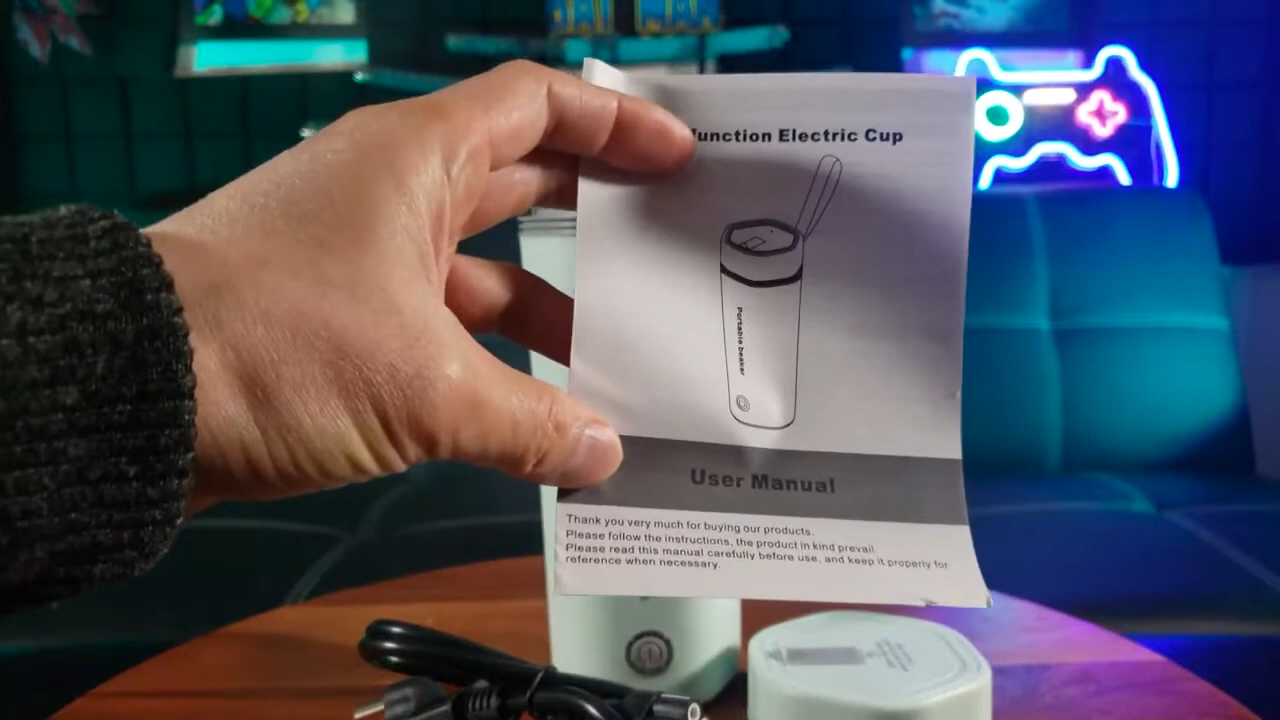 function Electric Cup
Portable beaker
User Manual
Thank you very much for buying our products.
Please follow the instructions, the product in kind prevail.
Please read this manual carefully before use, and keep it properly for
reference when necessary.